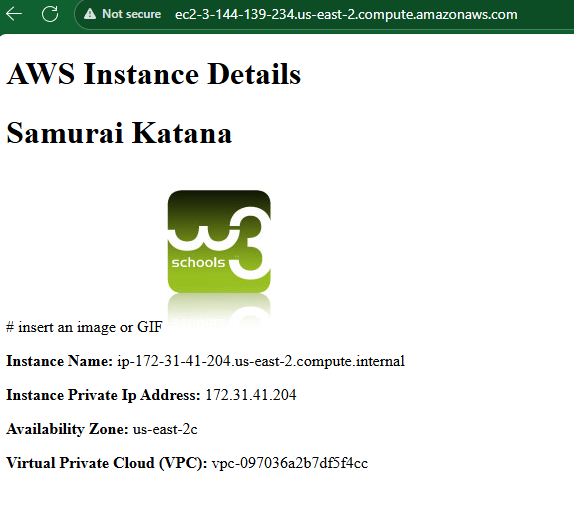 Not secure ec2-3-144-139-234.us-east-2.compute.amazonaws.com
AWS Instance Details
Samurai Katana
w3
schools
# insert an image or GIF
Instance Name: ip-172-31-41-204.us-east-2.compute.internal
Instance Private Ip Address: 172.31.41.204
Availability Zone: us-east-2c
Virtual Private Cloud (VPC): vpc-097036a2b7df5f4cc